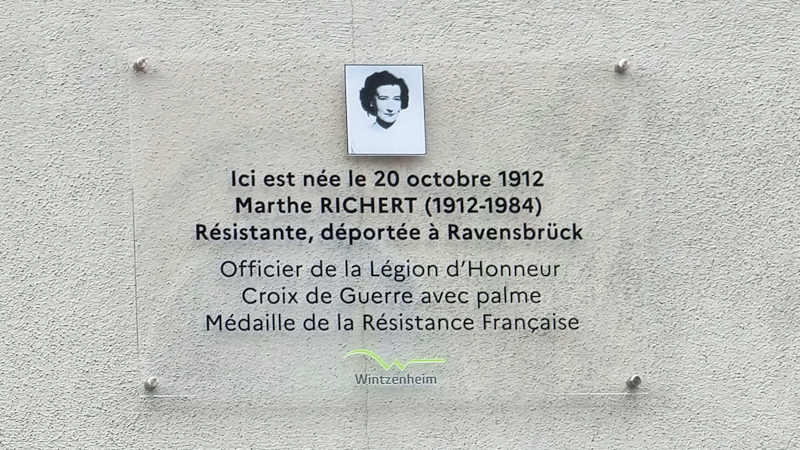 Ici est née le 20 octobre 1912
Marthe RICHERT (1912-1984)
Résistante, déportée à Ravensbrück
Officier de la Légion d'Honneur
Croix de Guerre avec palme
Médaille de la Résistance Française
Wintzenheim